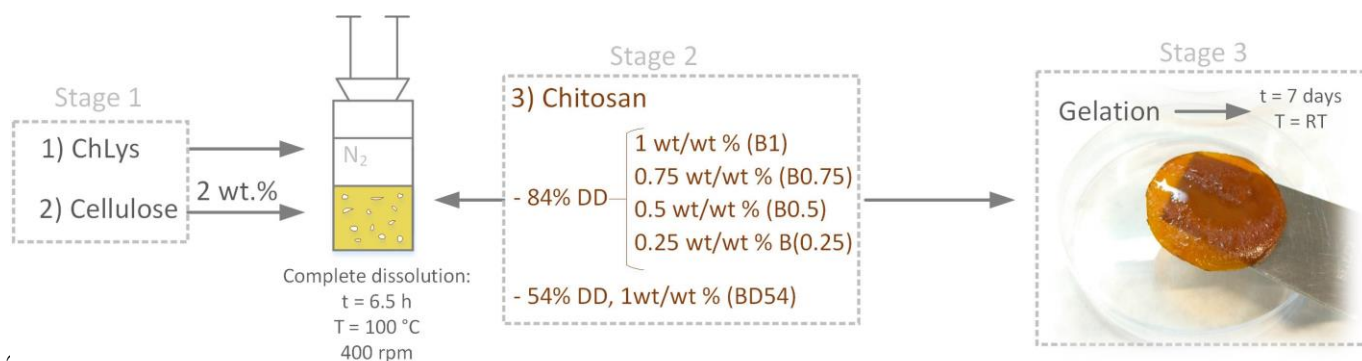 Stage 1
1) ChLys
2) Cellulose
2 wt.%
N₂
Complete dissolution:
t = 6.5 h
T = 100 °C
400 rpm
Stage 2
3) Chitosan
- 84% DD
1 wt/wt % (B1)
0.75 wt/wt % (B0.75)
0.5 wt/wt % (B0.5)
0.25 wt/wt % B(0.25)
- 54% DD, 1wt/wt % (BD54)
Stage 3
Gelation
t = 7 days
T = RT